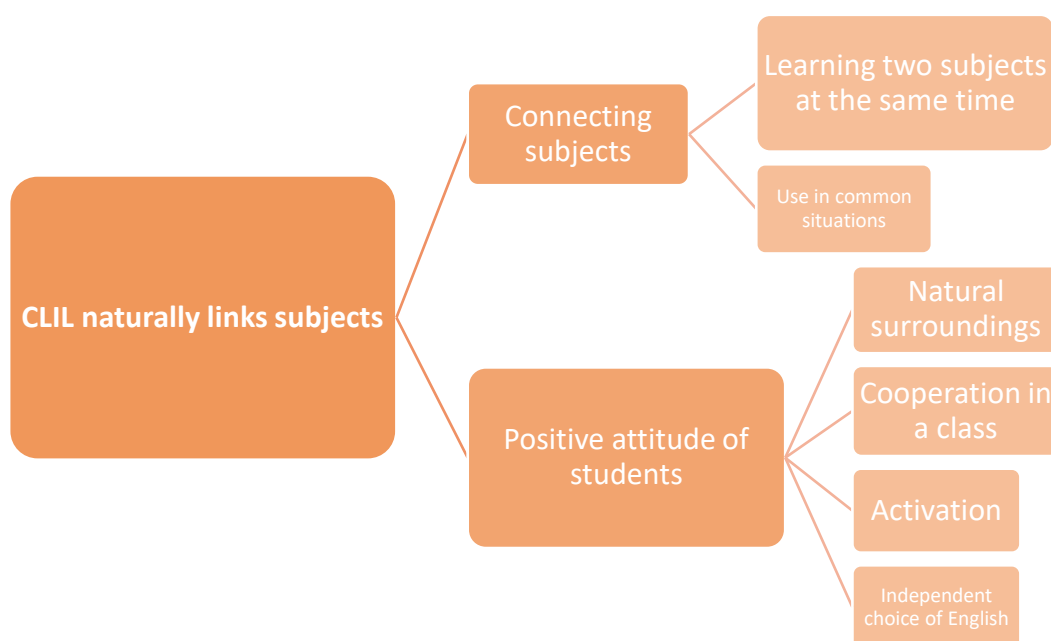 CLIL naturally links subjects
Connecting
subjects
Learning two subjects
at the same time
Use in common
situations
Positive attitude of
students
Natural
surroundings
Cooperation in
a class
Activation
Independent
choice of English